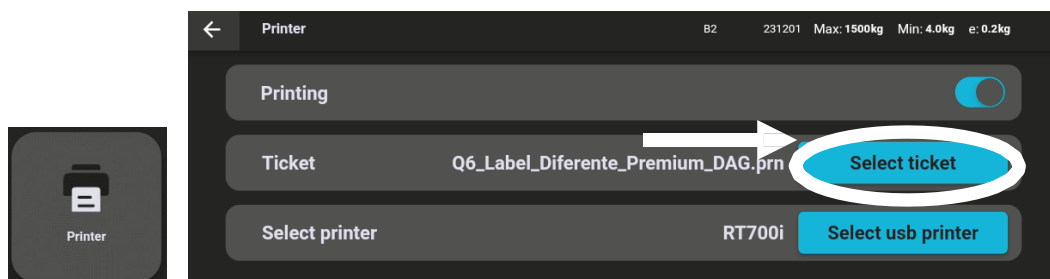 Printer
Printer B2 231201 Max: 1500kg Min: 4.0kg e: 0.2kg
Printing
Ticket Q6_Label_Diferente_Premium_DAG.prn Select ticket
Select printer RT700i Select usb printer